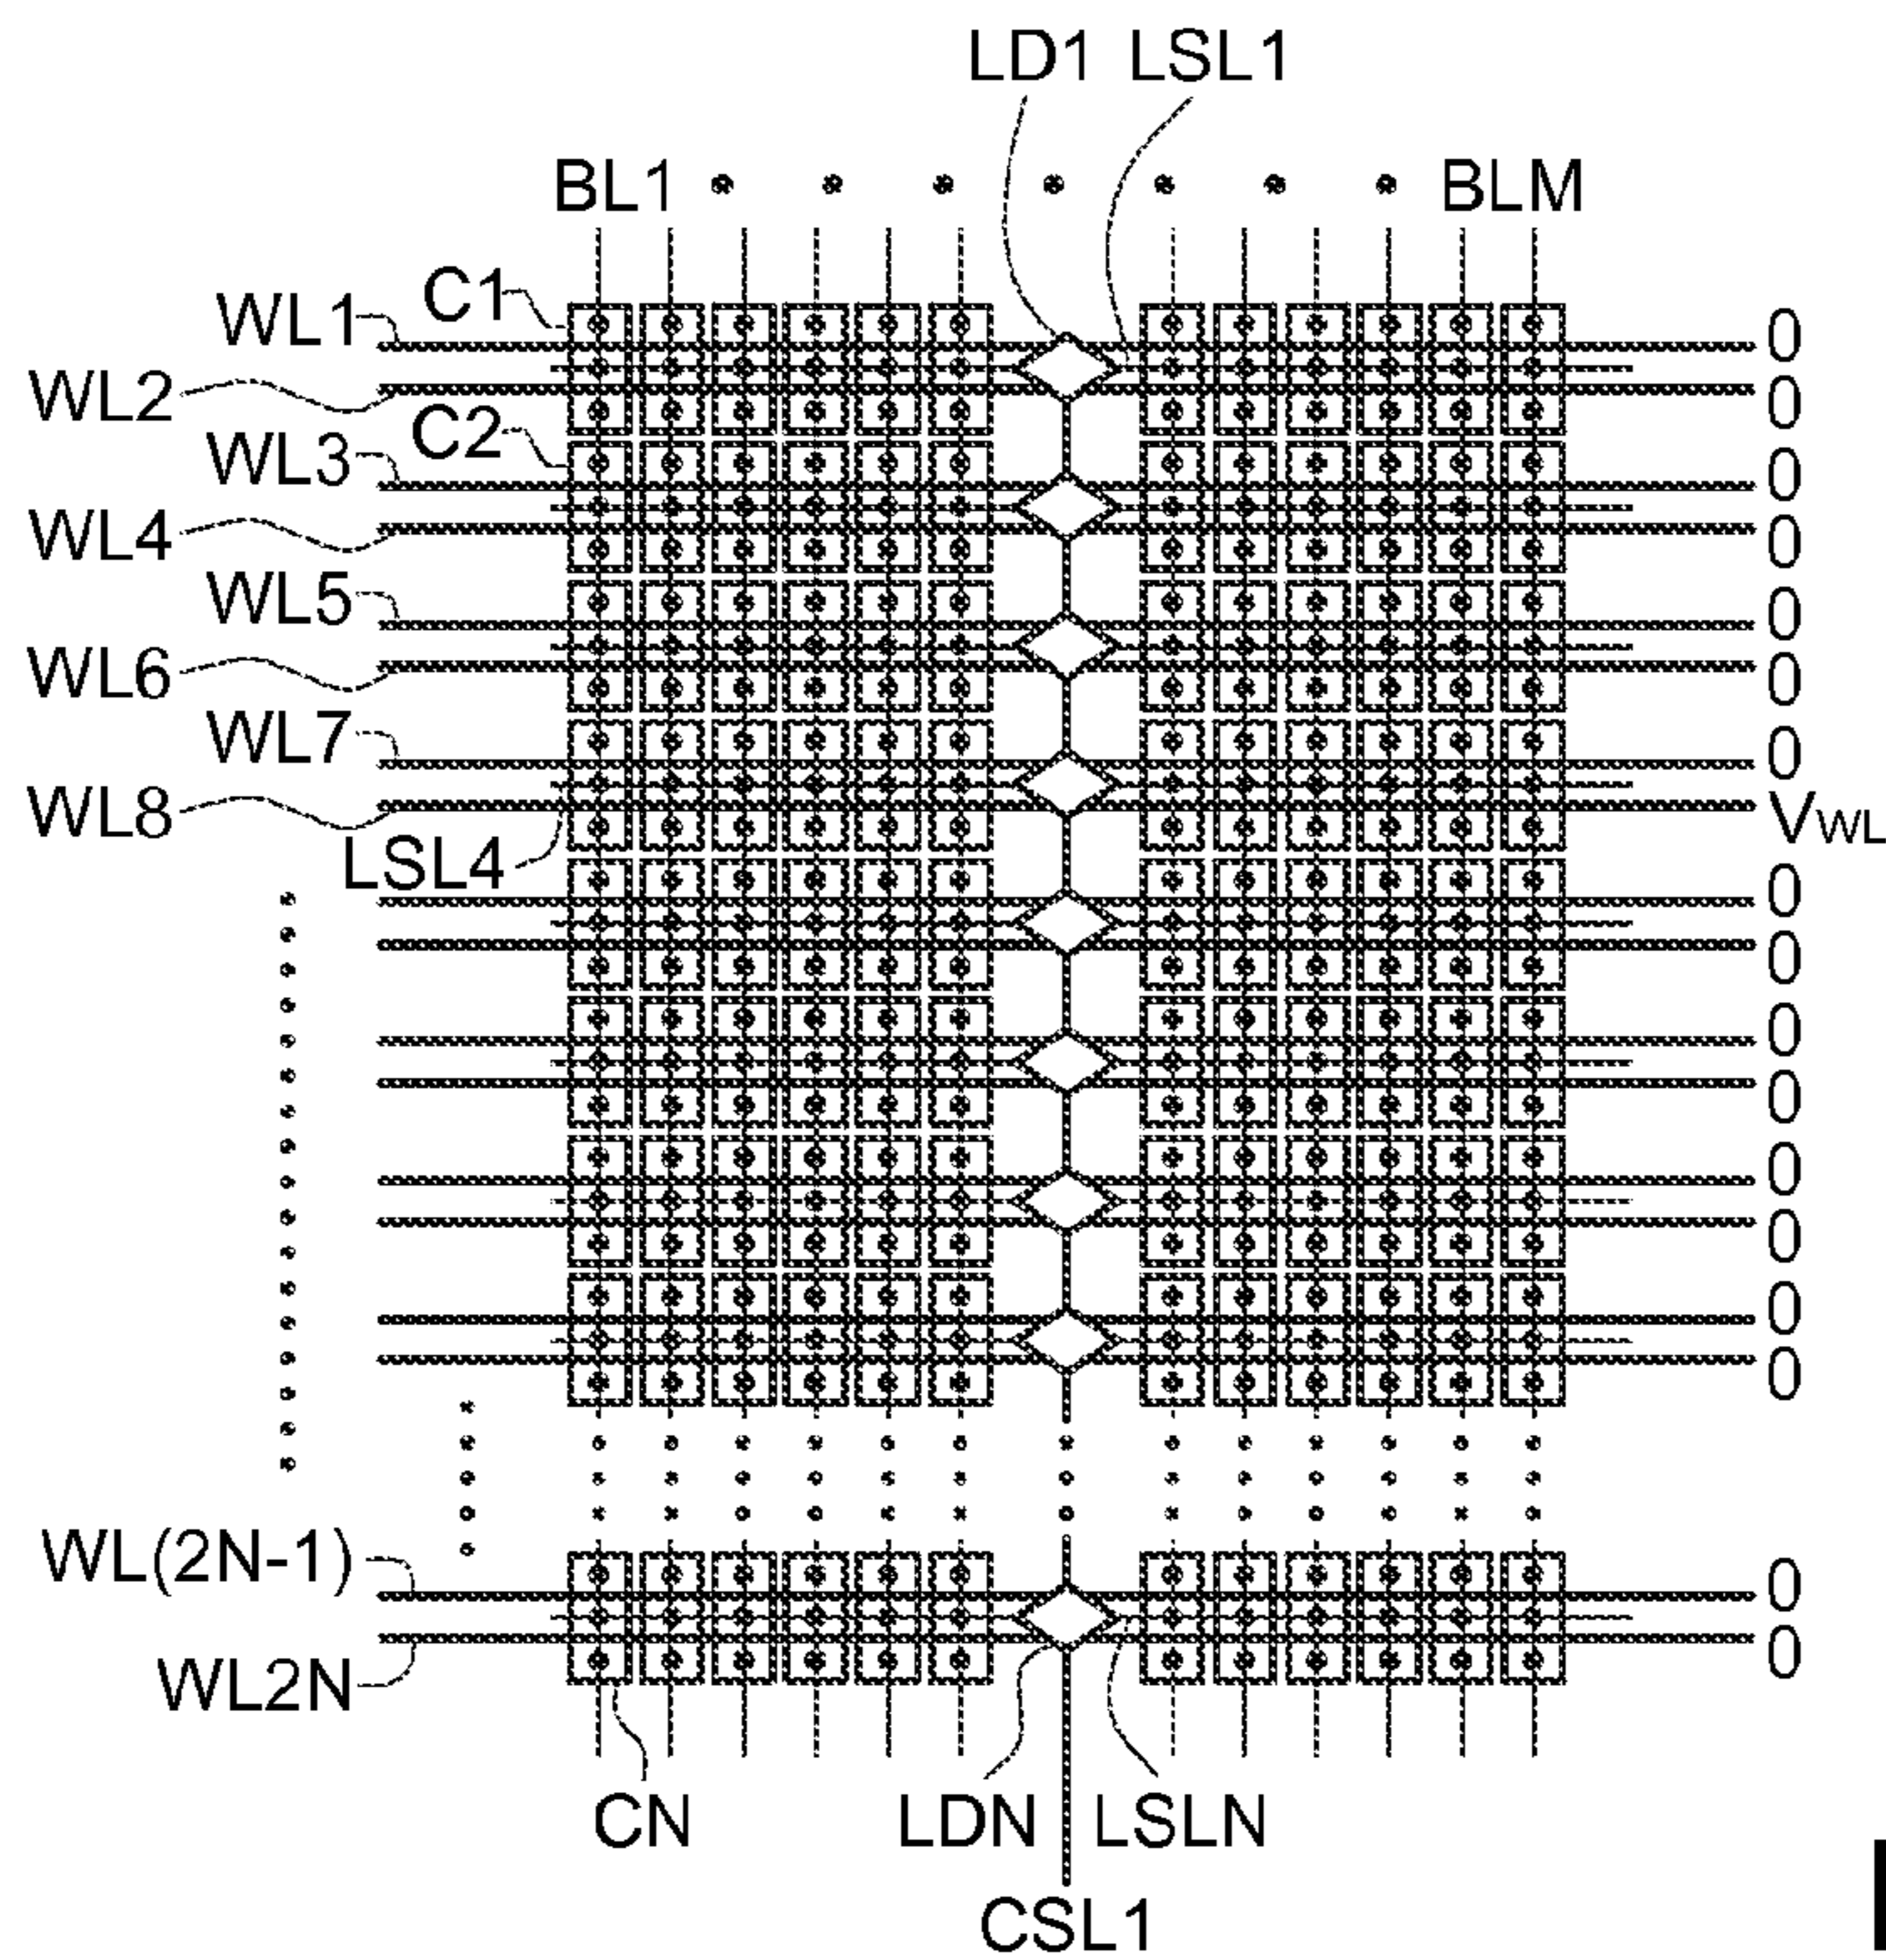 LD1 LSL1
BL1 BLM
C1
WL1 0
WL2 0
C2
WL3 0
WL4 0
WL5 0
WL6 0
WL7 0
WL8 VWL
LSL4
0
0
0
0
0
0
0
0
WL(2N-1) 0
WL2N 0
CN LDN LSLN
CSL1